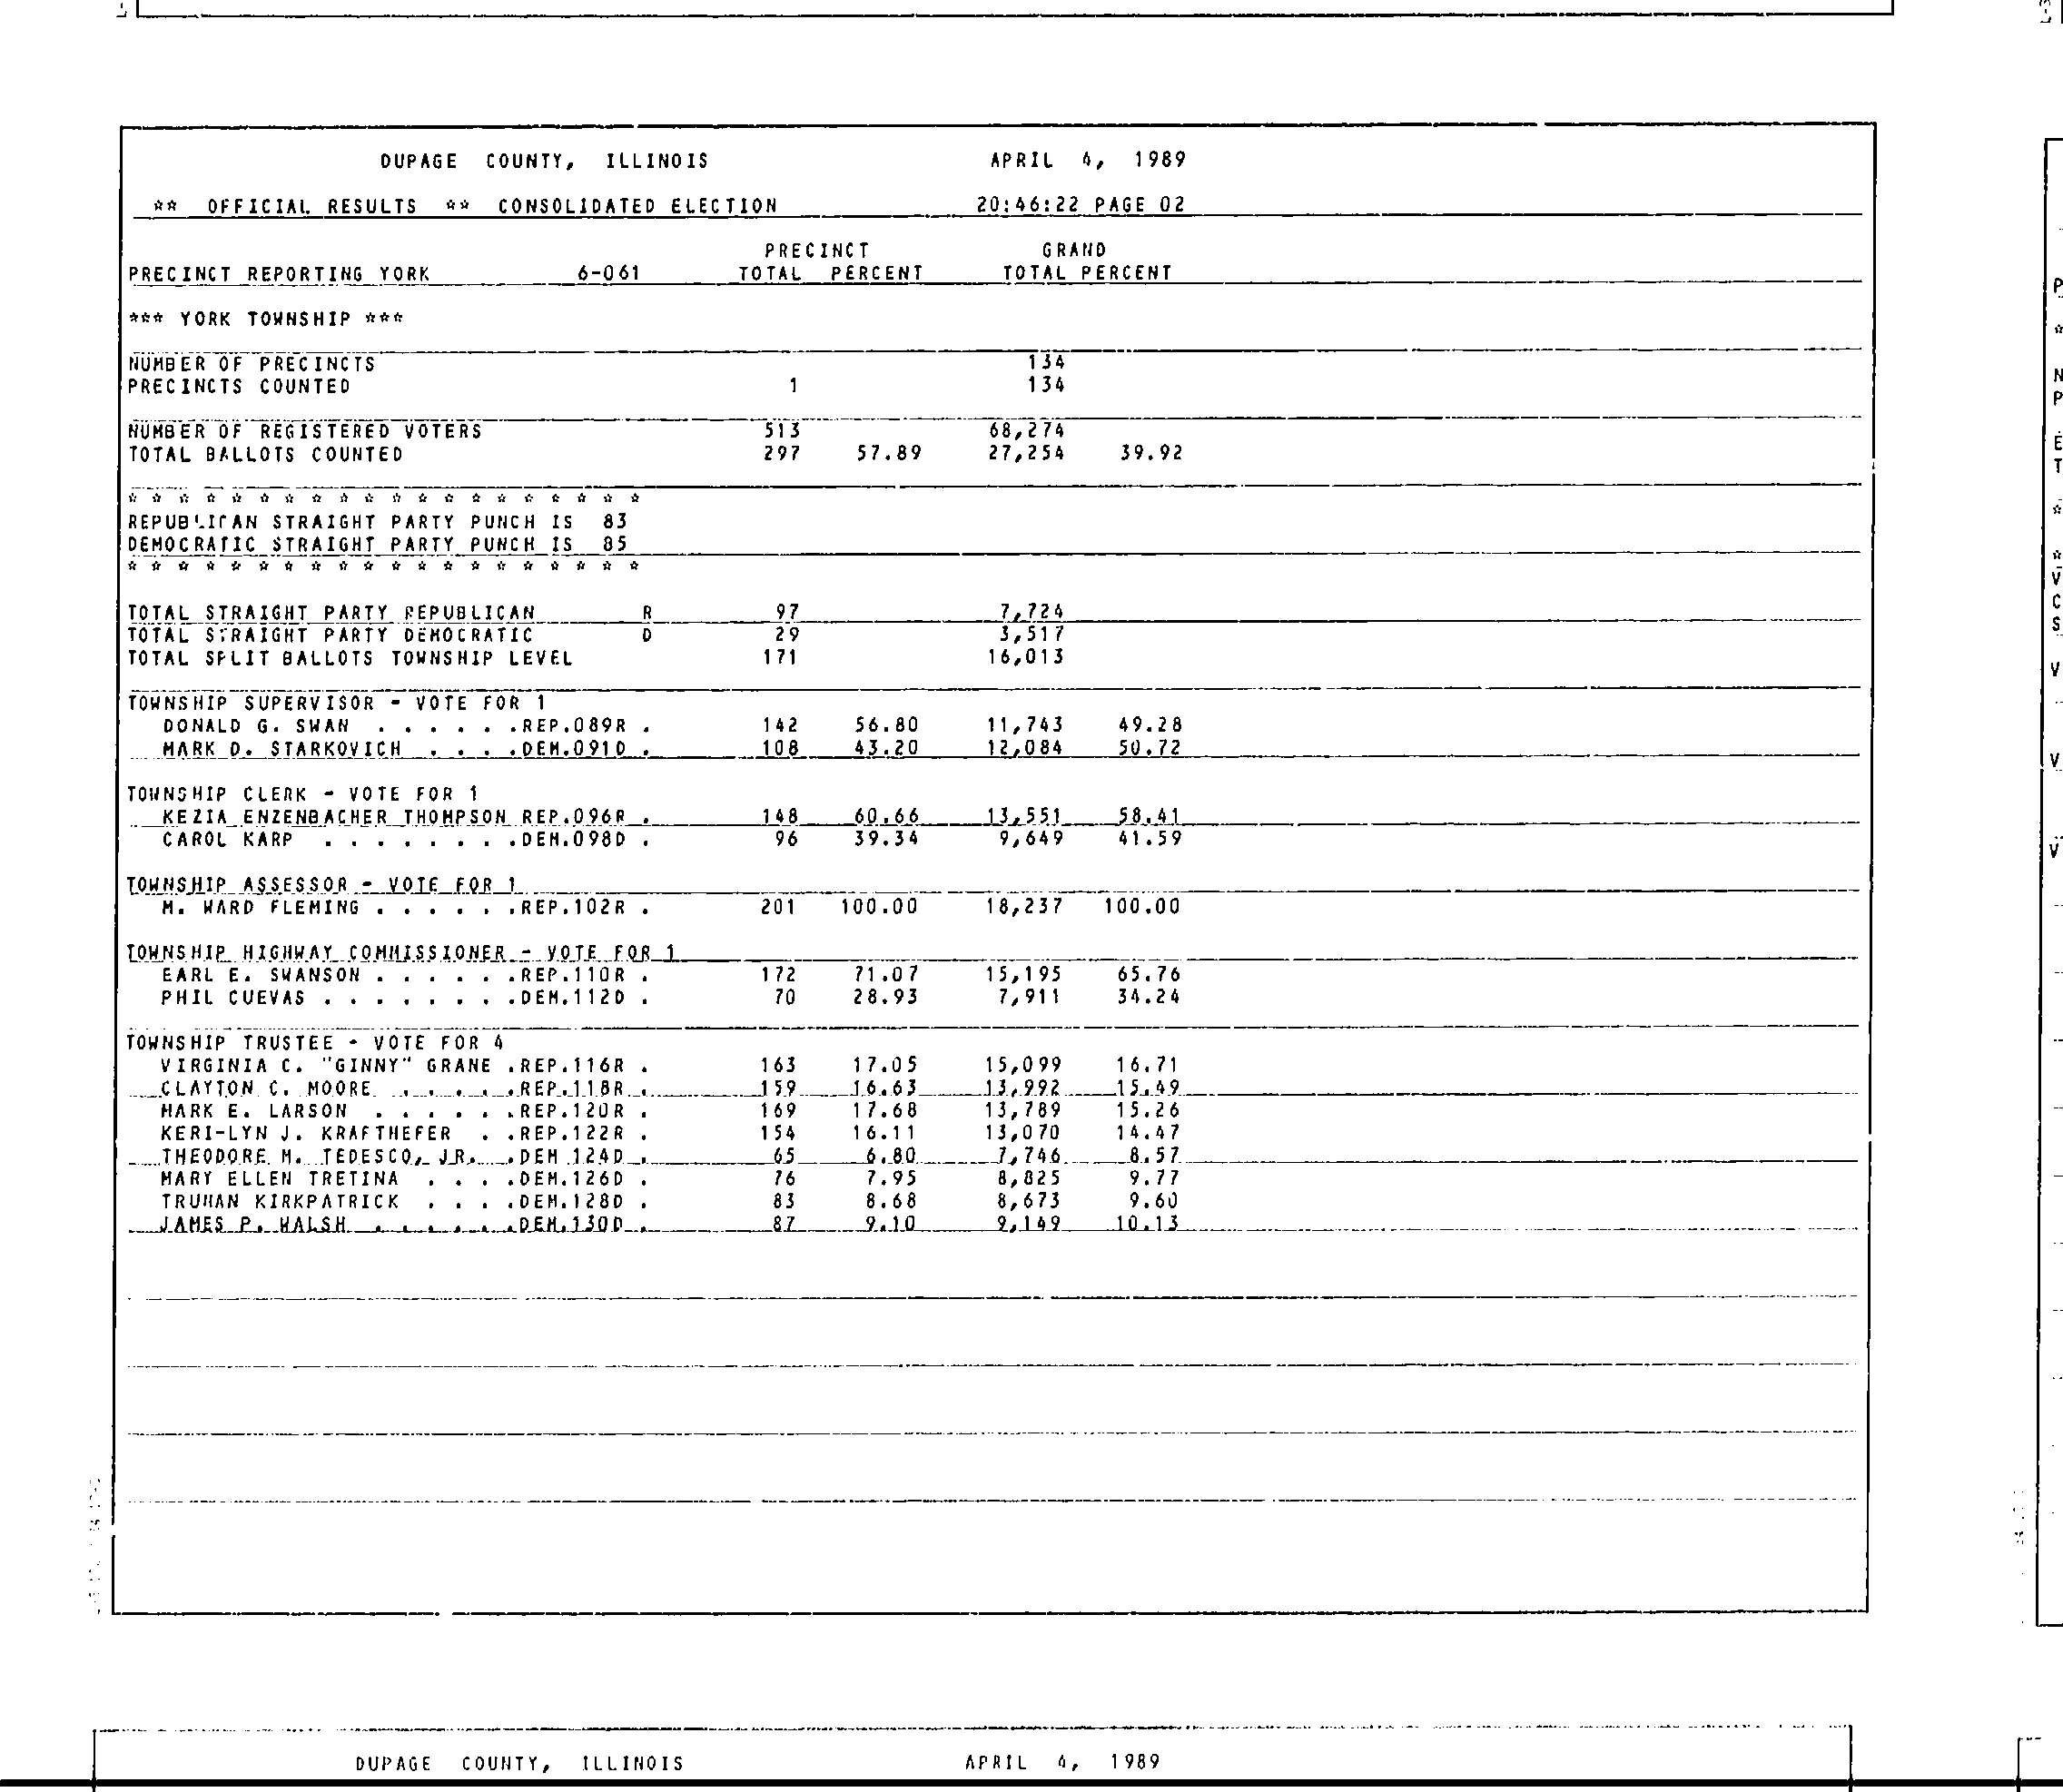 DUPAGE COUNTY, ILLINOIS APRIL 4, 1989
** OFFICIAL RESULTS ** CONSOLIDATED ELECTION 20:46:22 PAGE 02
PRECINCT GRAND
PRECINCT REPORTING YORK 6-061 TOTAL PERCENT TOTAL PERCENT
*** YORK TOWNSHIP ***
NUMBER OF PRECINCTS 134
PRECINCTS COUNTED 1 134
NUMBER OF REGISTERED VOTERS 513 68,274
TOTAL BALLOTS COUNTED 297 57.89 27,254 39.92
* * * * * * * * * * * * * * * * * * * *
REPUBLICAN STRAIGHT PARTY PUNCH IS 83
DEMOCRATIC STRAIGHT PARTY PUNCH IS 85
* * * * * * * * * * * * * * * * * * * *
TOTAL STRAIGHT PARTY REPUBLICAN R 97 7,724
TOTAL STRAIGHT PARTY DEMOCRATIC D 29 3,517
TOTAL SPLIT BALLOTS TOWNSHIP LEVEL 171 16,013
TOWNSHIP SUPERVISOR - VOTE FOR 1
DONALD G. SWAN . . . . . .REP.089R . 142 56.80 11,743 49.28
MARK D. STARKOVICH . . . .DEM.091D . 108 43.20 12,084 50.72
TOWNSHIP CLERK - VOTE FOR 1
KEZIA ENZENBACHER THOMPSON REP.096R . 148 60.66 13,551 58.41
CAROL KARP . . . . . . . .DEM.098D . 96 39.34 9,649 41.59
TOWNSHIP ASSESSOR - VOTE FOR 1
M. WARD FLEMING . . . . . .REP.102R . 201 100.00 18,237 100.00
TOWNSHIP HIGHWAY COMMISSIONER - VOTE FOR 1
EARL E. SWANSON . . . . . .REP.110R . 172 71.07 15,195 65.76
PHIL CUEVAS . . . . . . . .DEM.112D . 70 28.93 7,911 34.24
TOWNSHIP TRUSTEE - VOTE FOR 4
VIRGINIA C. "GINNY" GRANE .REP.116R . 163 17.05 15,099 16.71
CLAYTON C. MOORE . . . . .REP.118R . 159 16.63 13,992 15.49
MARK E. LARSON . . . . . .REP.120R . 169 17.68 13,789 15.26
KERI-LYN J. KRAFTHEFER . .REP.122R . 154 16.11 13,070 14.47
THEODORE M. TEDESCO, JR. .DEM 124D . 65 6.80 7,746 8.57
MARY ELLEN TRETINA . . . .DEM.126D . 76 7.95 8,825 9.77
TRUMAN KIRKPATRICK . . . .DEM.128D . 83 8.68 8,673 9.60
JAMES P. WALSH . . . . . .DEM.130D . 87 9.10 9,149 10.13
DUPAGE COUNTY, ILLINOIS APRIL 4, 1989